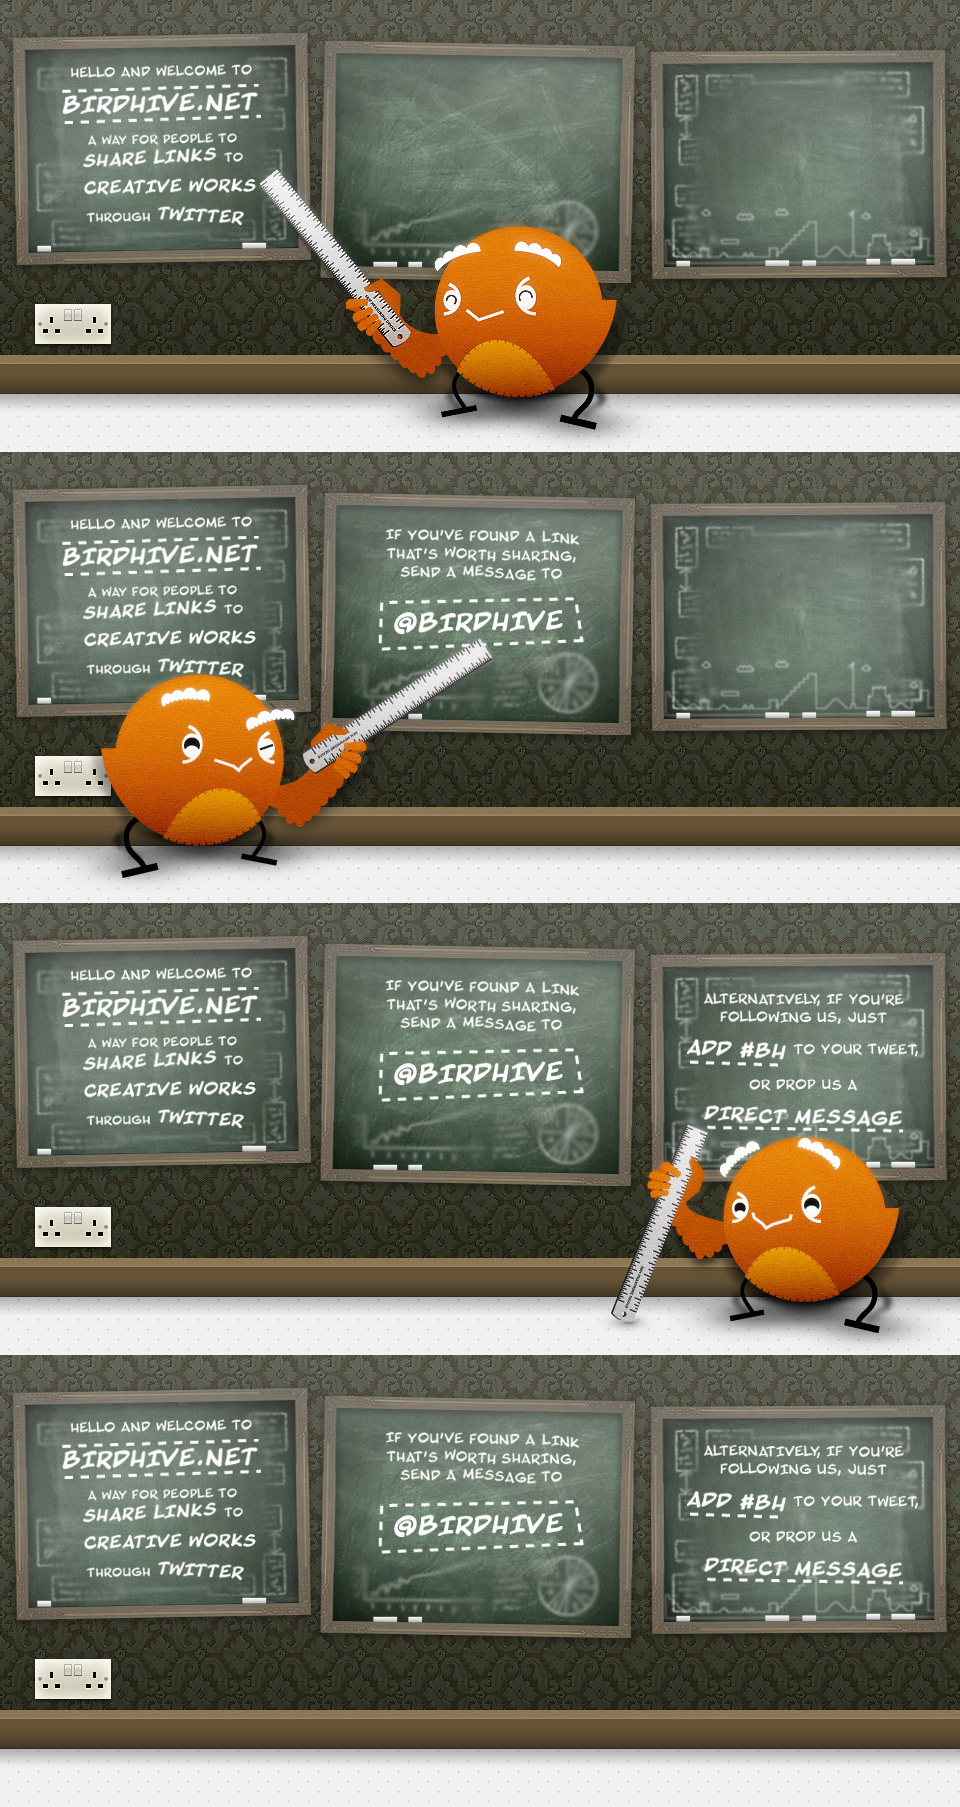 HELLO AND WELCOME TO
BIRDHIVE.NET
A WAY FOR PEOPLE TO
SHARE LINKS TO
CREATIVE WORKS
THROUGH TWITTER
HELLO AND WELCOME TO
BIRDHIVE.NET
A WAY FOR PEOPLE TO
SHARE LINKS TO
CREATIVE WORKS
THROUGH TWITTER
IF YOU'VE FOUND A LINK
THAT'S WORTH SHARING,
SEND A MESSAGE TO
@BIRDHIVE
HELLO AND WELCOME TO
BIRDHIVE.NET
A WAY FOR PEOPLE TO
SHARE LINKS TO
CREATIVE WORKS
THROUGH TWITTER
IF YOU'VE FOUND A LINK
THAT'S WORTH SHARING,
SEND A MESSAGE TO
@BIRDHIVE
ALTERNATIVELY, IF YOU'RE
FOLLOWING US, JUST
ADD #BH TO YOUR TWEET,
OR DROP US A
DIRECT MESSAGE
HELLO AND WELCOME TO
BIRDHIVE.NET
A WAY FOR PEOPLE TO
SHARE LINKS TO
CREATIVE WORKS
THROUGH TWITTER
IF YOU'VE FOUND A LINK
THAT'S WORTH SHARING,
SEND A MESSAGE TO
@BIRDHIVE
ALTERNATIVELY, IF YOU'RE
FOLLOWING US, JUST
ADD #BH TO YOUR TWEET,
OR DROP US A
DIRECT MESSAGE